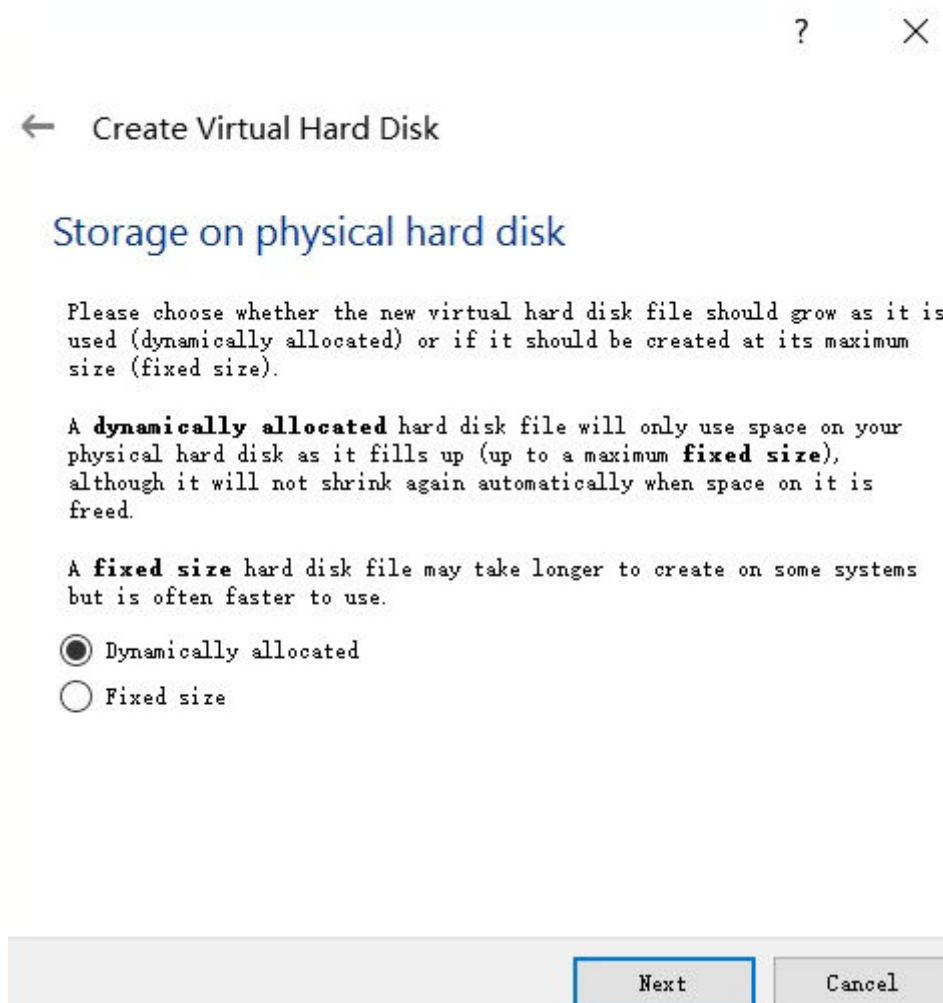 ?
Create Virtual Hard Disk
Storage on physical hard disk
Please choose whether the new virtual hard disk file should grow as it is
used (dynamically allocated) or if it should be created at its maximum
size (fixed size).
A dynamically allocated hard disk file will only use space on your
physical hard disk as it fills up (up to a maximum fixed size),
although it will not shrink again automatically when space on it is
freed.
A fixed size hard disk file may take longer to create on some systems
but is often faster to use.
Dynamically allocated
Fixed size
Next Cancel